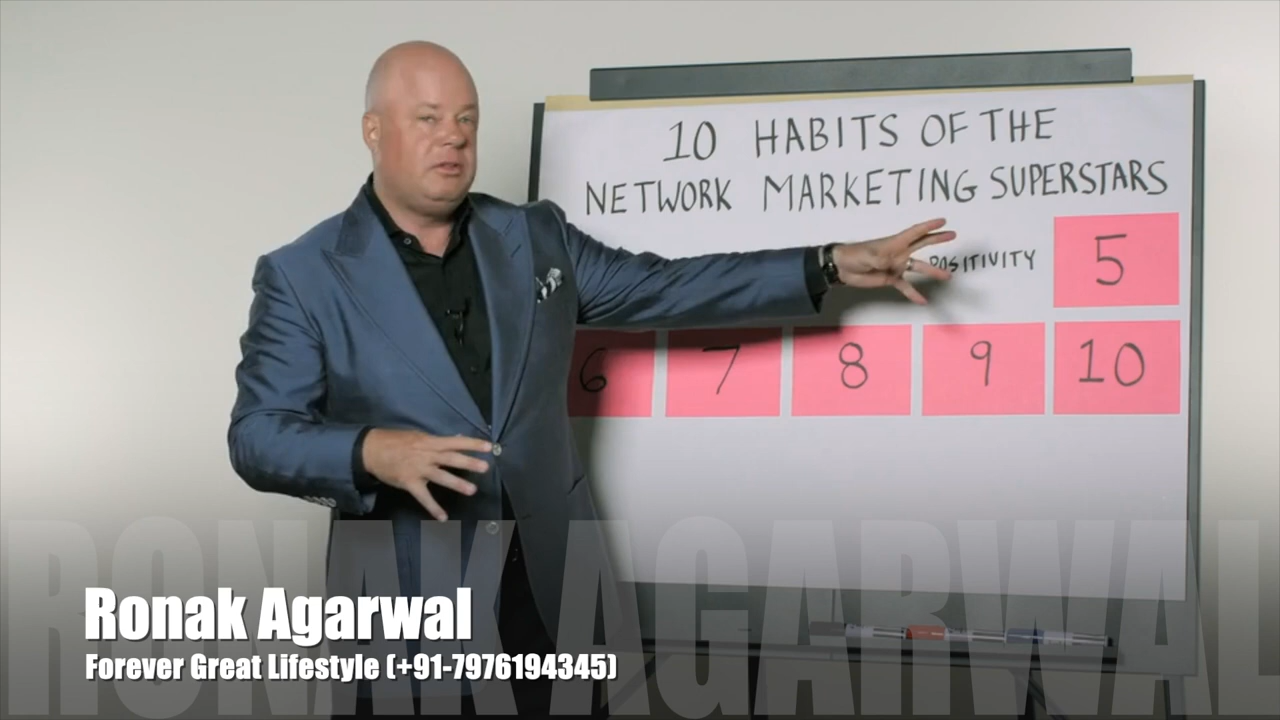 10 HABITS OF THE
NETWORK MARKETING SUPERSTARS
POSITIVITY
5
6 7 8 9 10
RONAK AGARWAL
Ronak Agarwal
Forever Great Lifestyle (+91-7976194345)